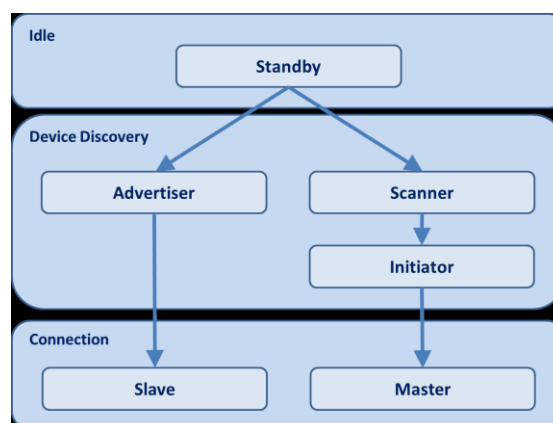 Idle
Standby
Device Discovery
Advertiser
Scanner
Initiator
Connection
Slave
Master